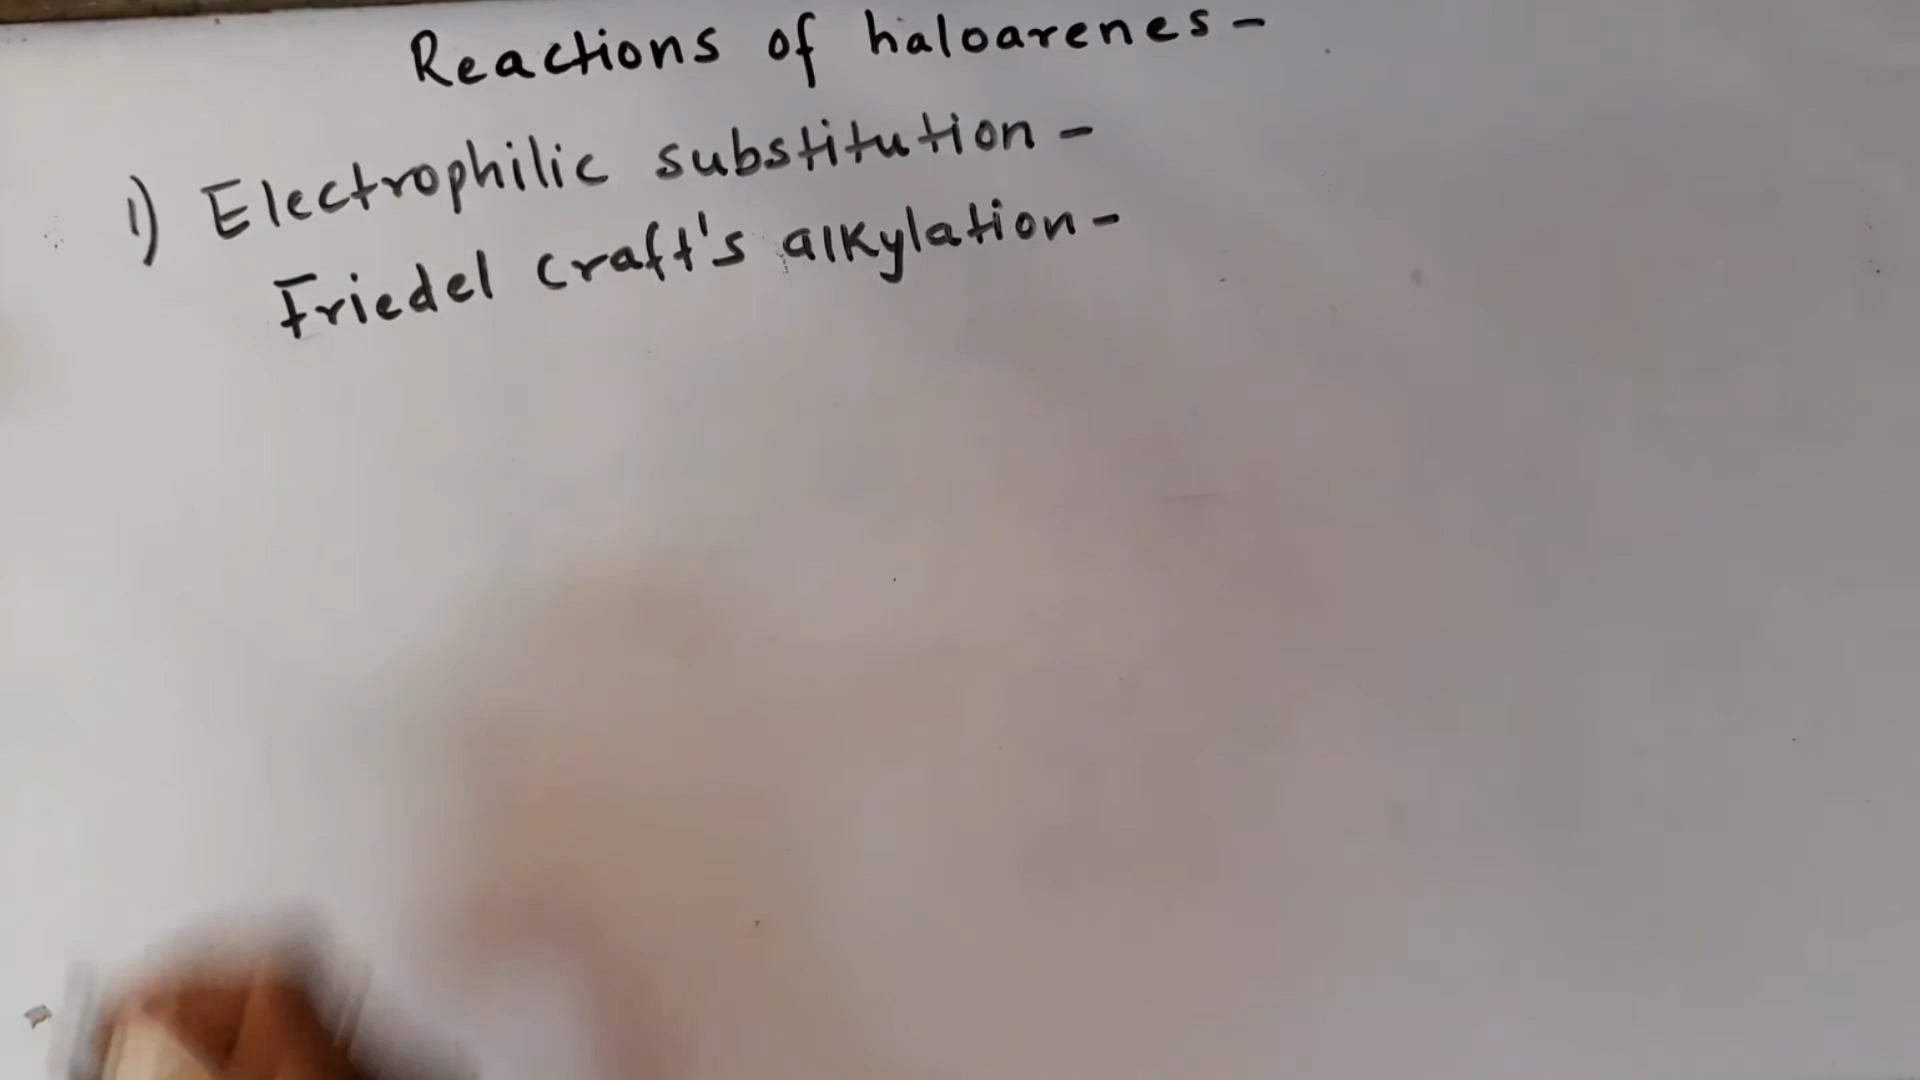 Reactions of haloarenes -
1) Electrophilic substitution -
Friedel craft's alkylation -